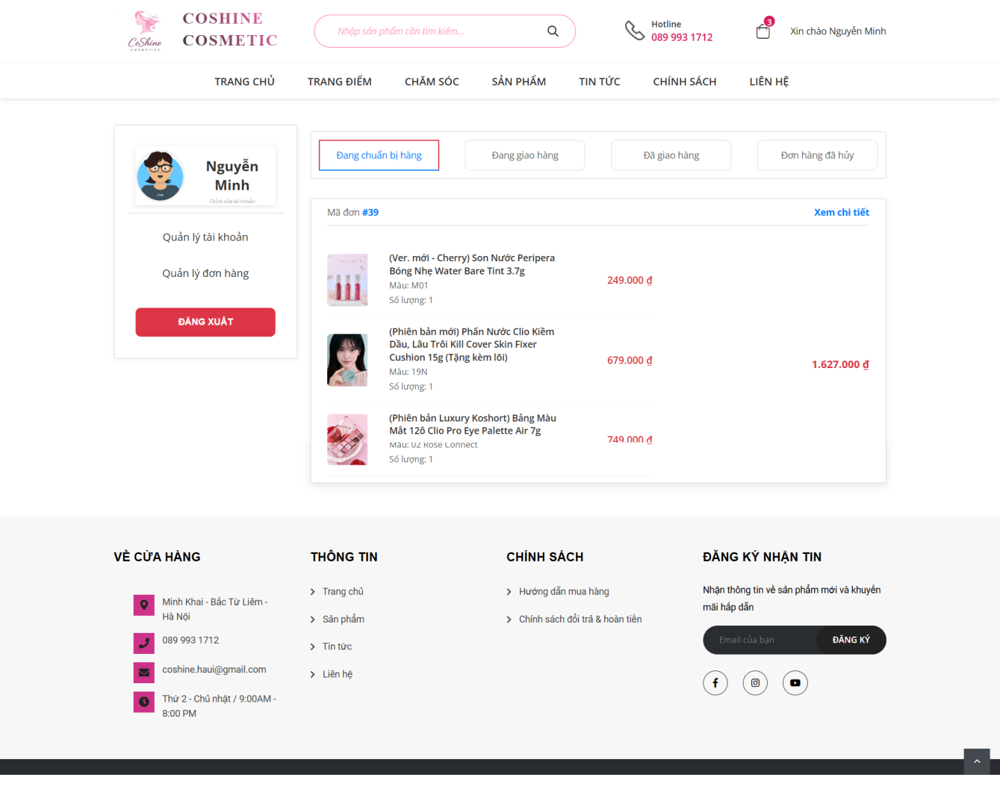 CoShine
COSMETICS
COSHINE
COSMETIC
Nhập sản phẩm cần tìm kiếm...
Hotline
089 993 1712
3
Xin chào Nguyễn Minh
TRANG CHỦ
TRANG ĐIỂM
CHĂM SÓC
SẢN PHẨM
TIN TỨC
CHÍNH SÁCH
LIÊN HỆ
Nguyễn
Minh
Chỉnh sửa tài khoản
Quản lý tài khoản
Quản lý đơn hàng
ĐĂNG XUẤT
Đang chuẩn bị hàng
Đang giao hàng
Đã giao hàng
Đơn hàng đã hủy
Mã đơn #39
Xem chi tiết
(Ver. mới - Cherry) Son Nước Peripera
Bóng Nhẹ Water Bare Tint 3.7g
Màu: M01
Số lượng: 1
249.000 ₫
(Phiên bản mới) Phấn Nước Clio Kiềm
Dầu, Lâu Trôi Kill Cover Skin Fixer
Cushion 15g (Tặng kèm lõi)
Màu: 19N
Số lượng: 1
679.000 ₫
1.627.000 ₫
(Phiên bản Luxury Koshort) Bảng Màu
Mắt 12ô Clio Pro Eye Palette Air 7g
Màu: 02 Rose Connect
Số lượng: 1
749.000 ₫
VỀ CỬA HÀNG
Minh Khai - Bắc Từ Liêm -
Hà Nội
089 993 1712
coshine.haui@gmail.com
Thứ 2 - Chủ nhật / 9:00AM -
8:00 PM
THÔNG TIN
Trang chủ
Sản phẩm
Tin tức
Liên hệ
CHÍNH SÁCH
Hướng dẫn mua hàng
Chính sách đổi trả & hoàn tiền
ĐĂNG KÝ NHẬN TIN
Nhận thông tin về sản phẩm mới và khuyến
mãi hấp dẫn
Email của bạn
ĐĂNG KÝ